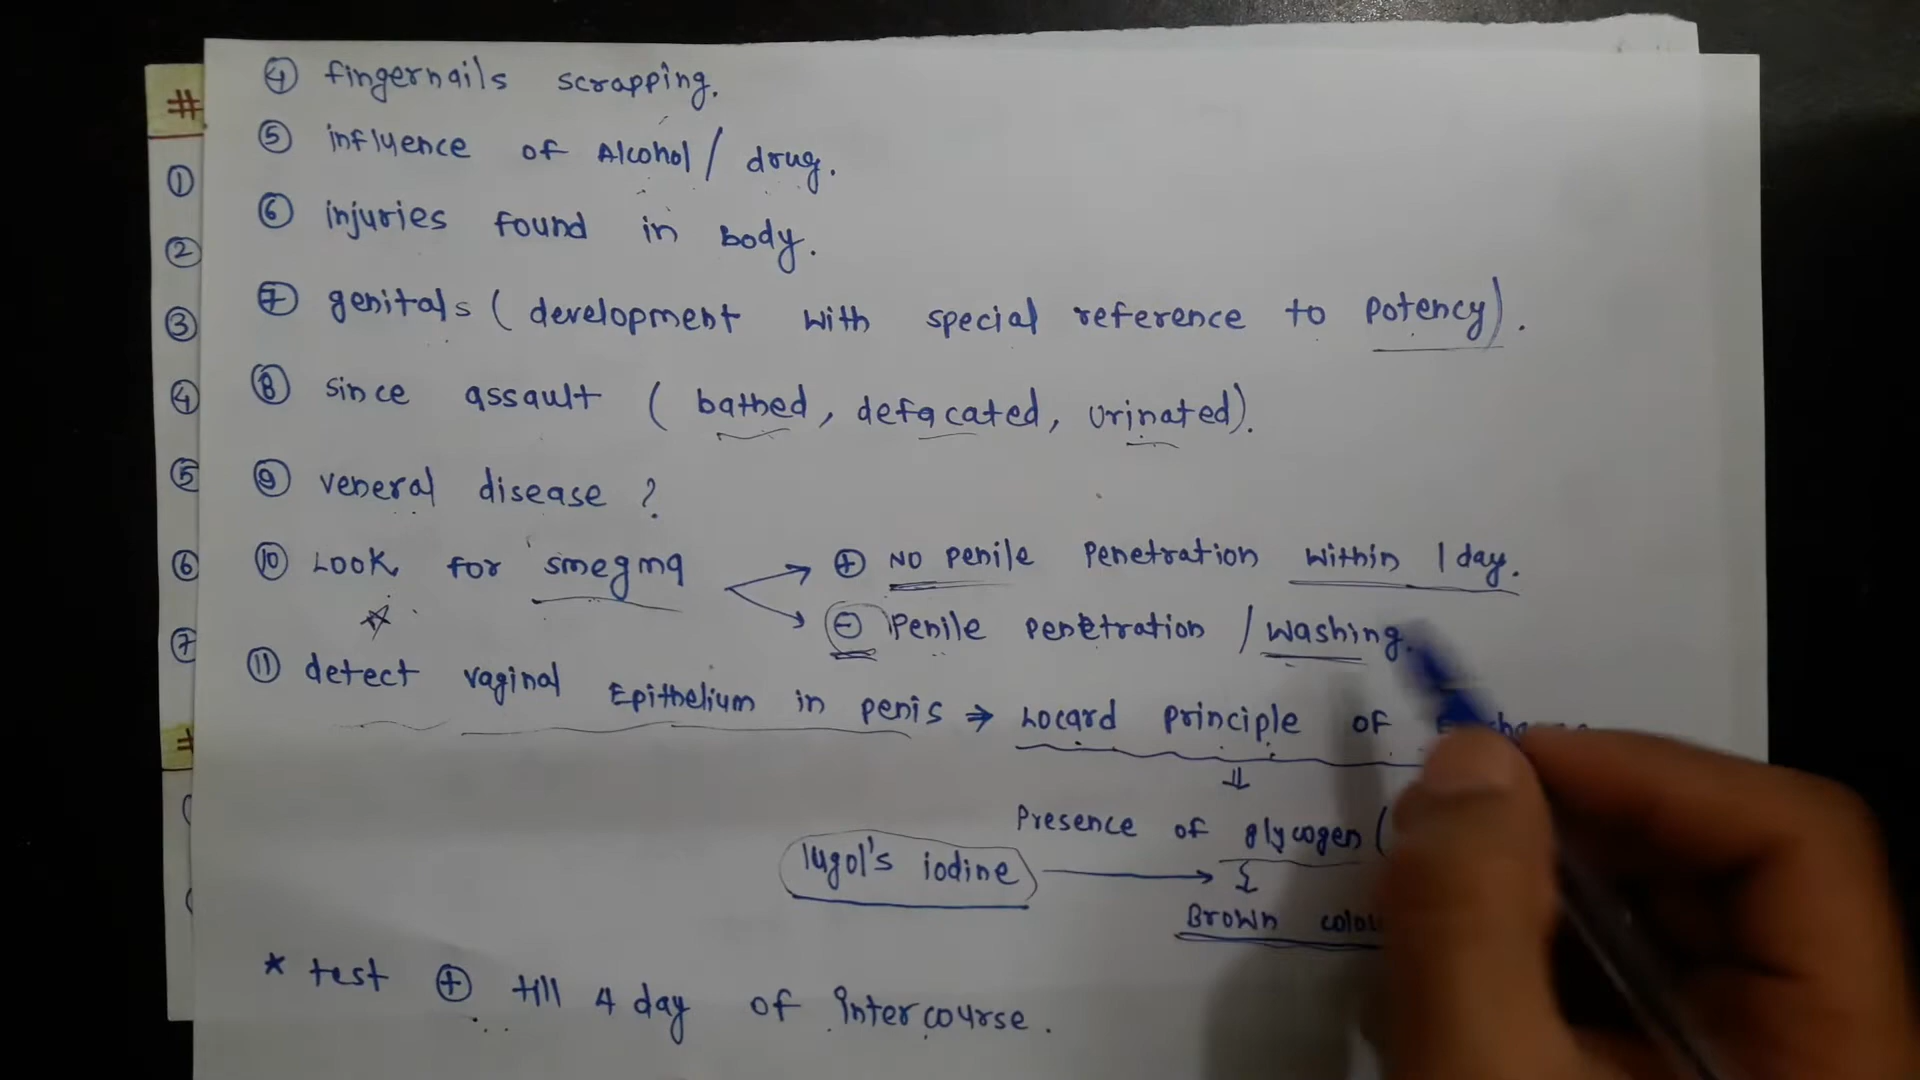 ④ fingernails scrapping.
⑤ influence of Alcohol / drug.
⑥ injuries found in body.
⑦ genitals ( development with special reference to potency).
⑧ since assault ( bathed, defacated, urinated).
⑨ veneral disease ?
⑩ Look for smegma
⊕ NO penile penetration within 1 day.
⊖ penile penetration / washing.
⑪ detect vaginal Epithelium in penis ⇒ Locard principle of
⇓
Presence of glycogen (
lugol's iodine →
Brown
* test ⊕ till 4 day of intercourse.
#
①
②
③
④
⑤
⑥
⑦